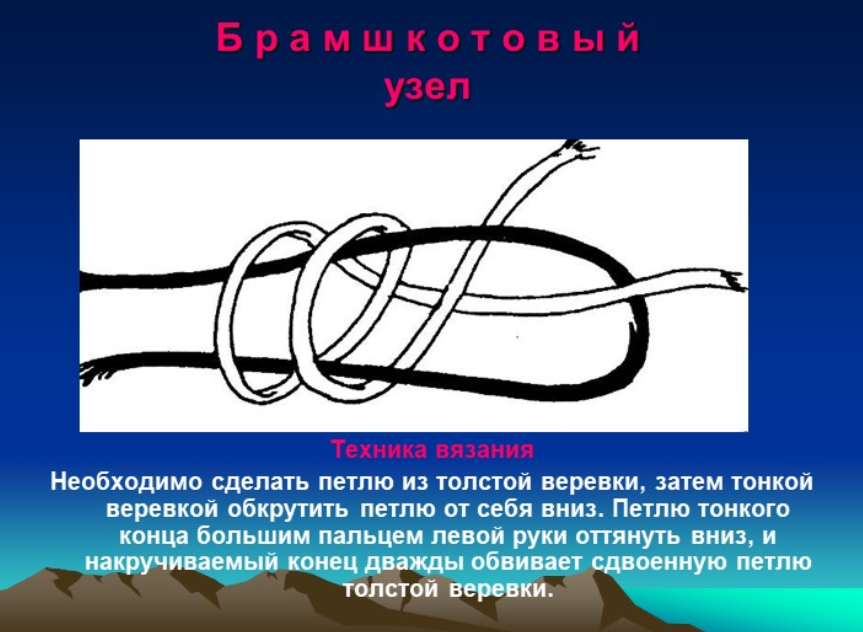 Б р а м ш к о т о в ы й
узел
Техника вязания
Необходимо сделать петлю из толстой веревки, затем тонкой
веревкой обкрутить петлю от себя вниз. Петлю тонкого
конца большим пальцем левой руки оттянуть вниз, и
накручиваемый конец дважды обвивает сдвоенную петлю
толстой веревки.